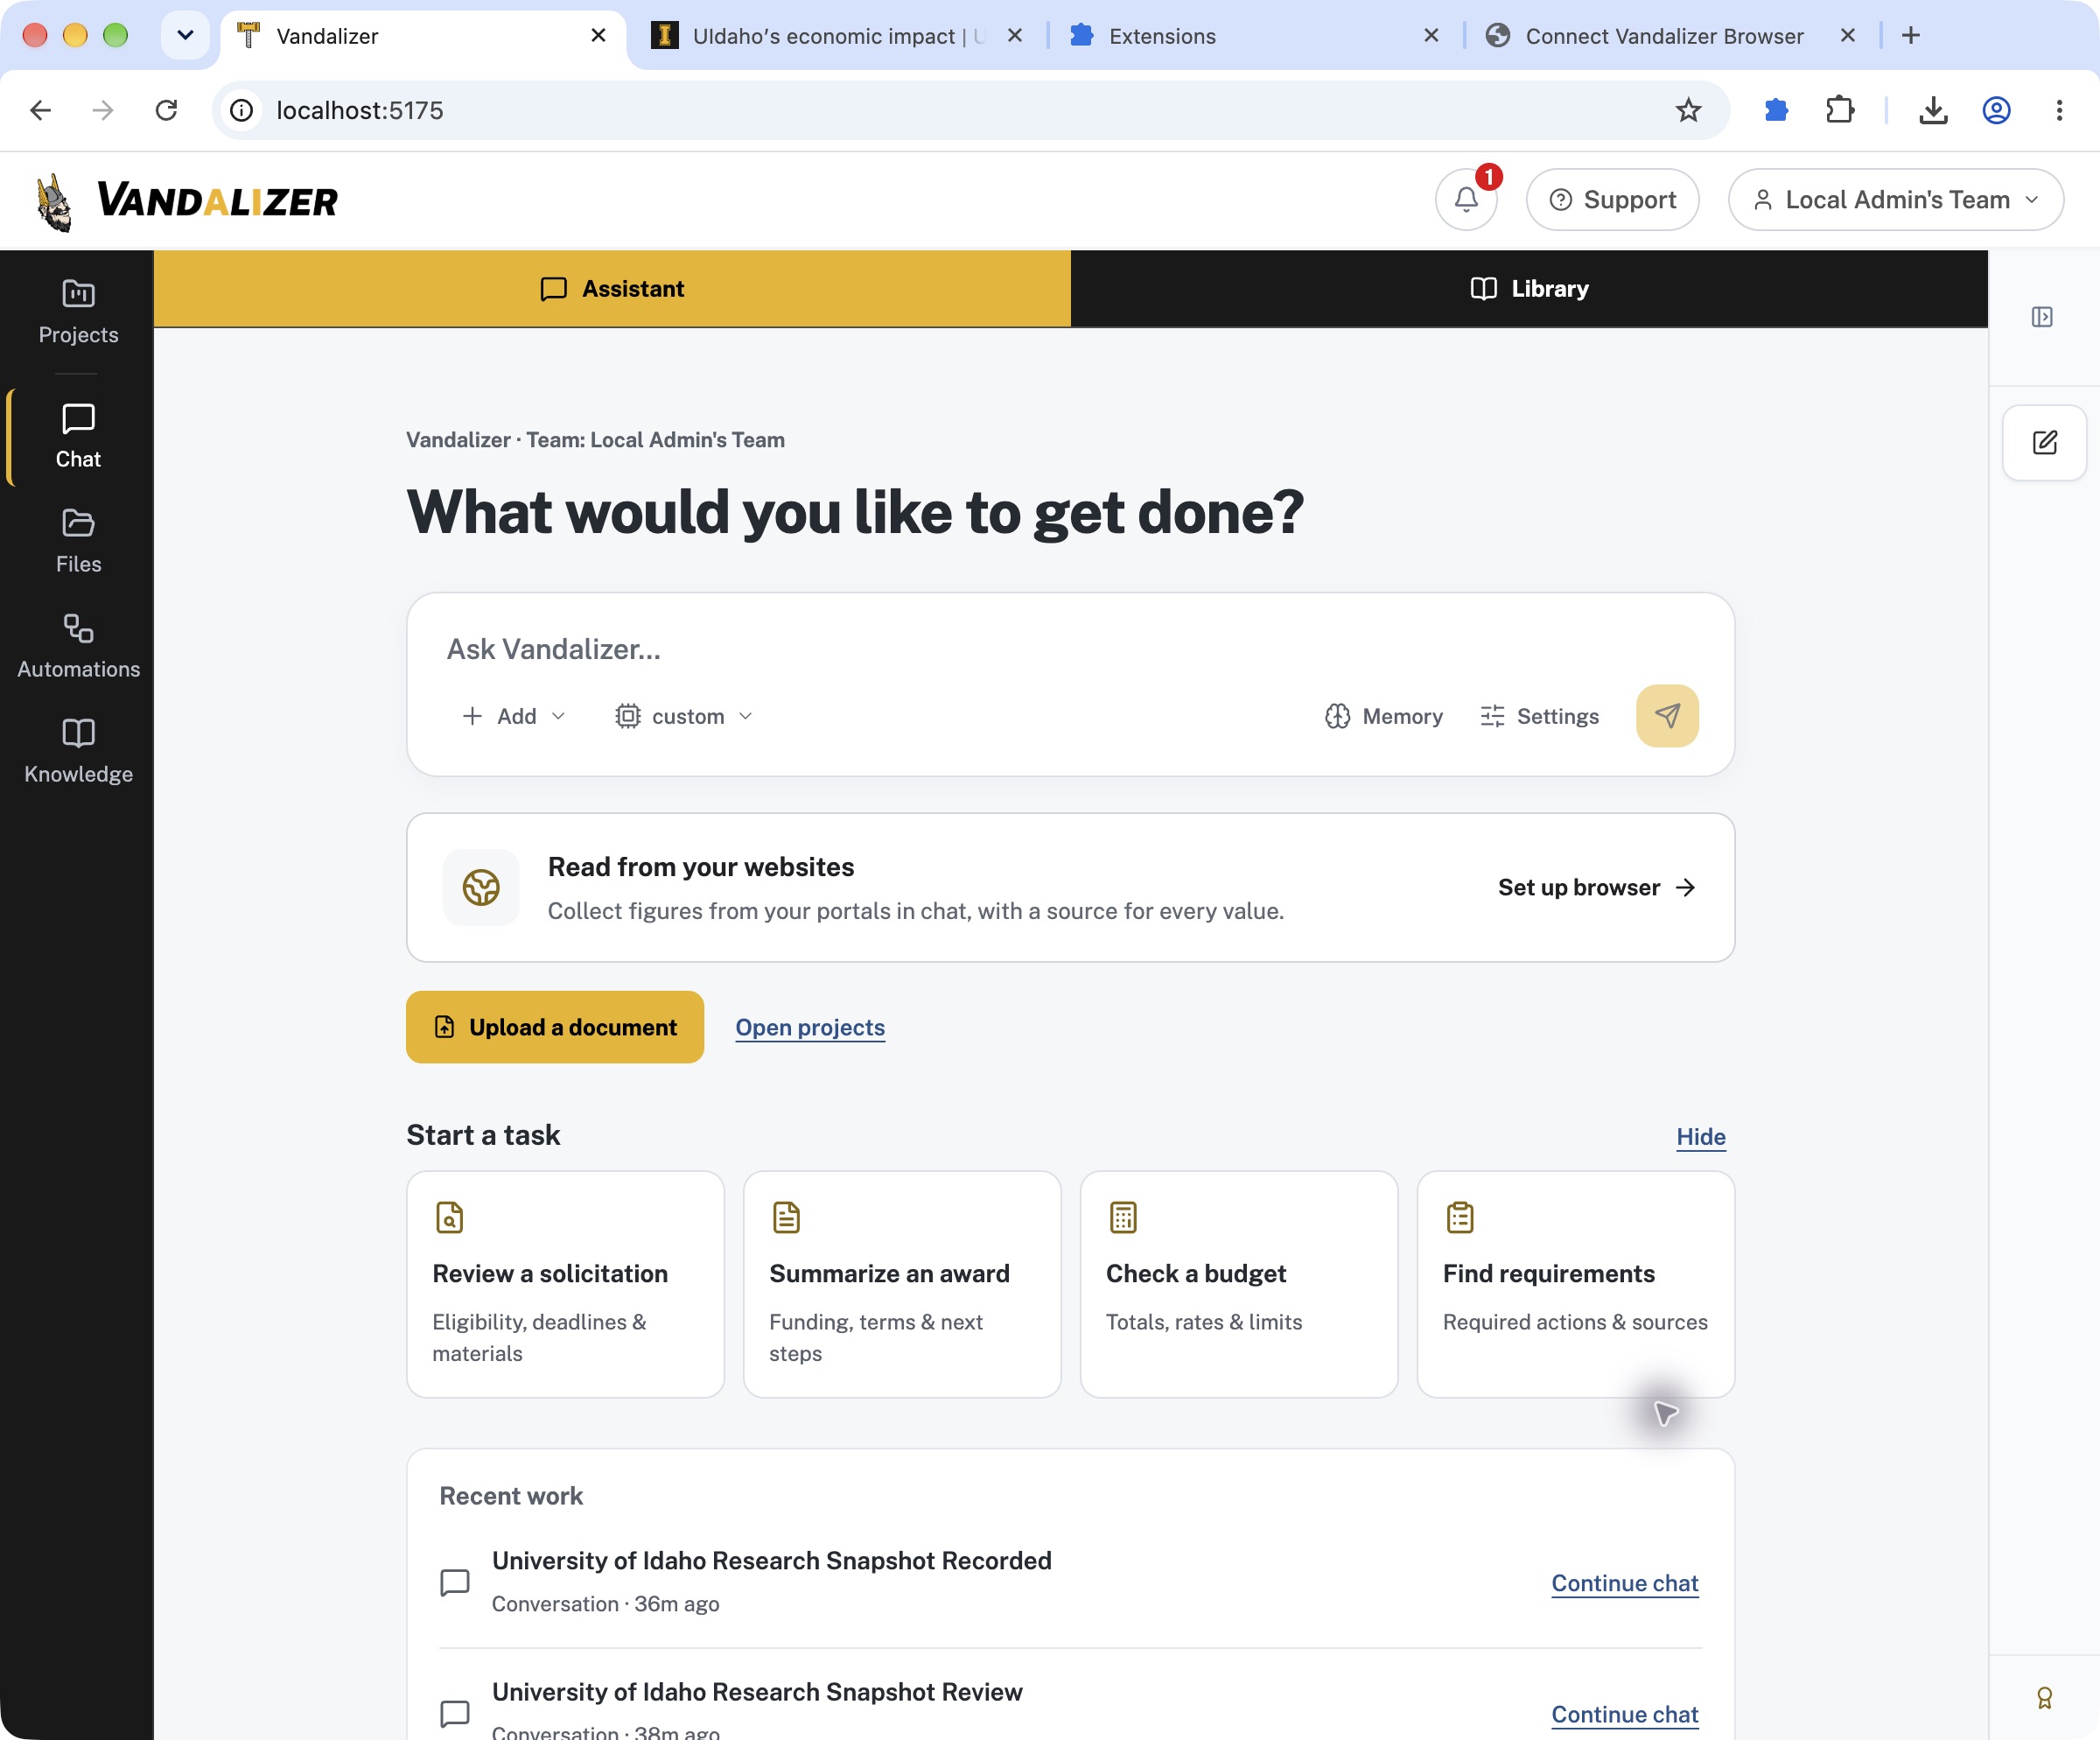 Vandalizer
UIdaho's economic impact | U
Extensions
Connect Vandalizer Browser
localhost:5175
VANDALIZER
1
Support
Local Admin's Team
Projects
Chat
Files
Automations
Knowledge
Assistant
Library
Vandalizer · Team: Local Admin's Team
What would you like to get done?
Ask Vandalizer...
Add
custom
Memory
Settings
Read from your websites
Collect figures from your portals in chat, with a source for every value.
Set up browser
Upload a document
Open projects
Start a task
Hide
Review a solicitation
Eligibility, deadlines &
materials
Summarize an award
Funding, terms & next
steps
Check a budget
Totals, rates & limits
Find requirements
Required actions & sources
Recent work
University of Idaho Research Snapshot Recorded
Conversation · 36m ago
Continue chat
University of Idaho Research Snapshot Review
Conversation · 38m ago
Continue chat